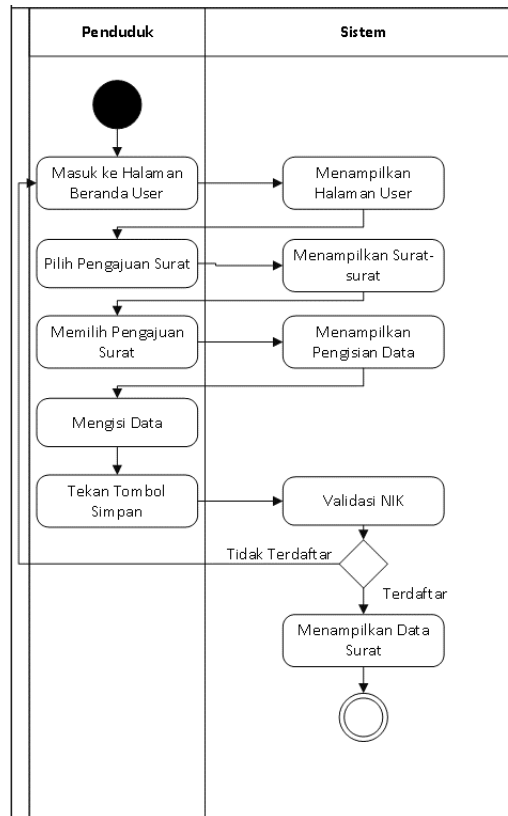 Penduduk
Sistem
Masuk ke Halaman
Beranda User
Menampilkan
Halaman User
Pilih Pengajuan Surat
Menampilkan Surat-
surat
Memilih Pengajuan
Surat
Menampilkan
Pengisian Data
Mengisi Data
Tekan Tombol
Simpan
Validasi NIK
Tidak Terdaftar
Terdaftar
Menampilkan Data
Surat